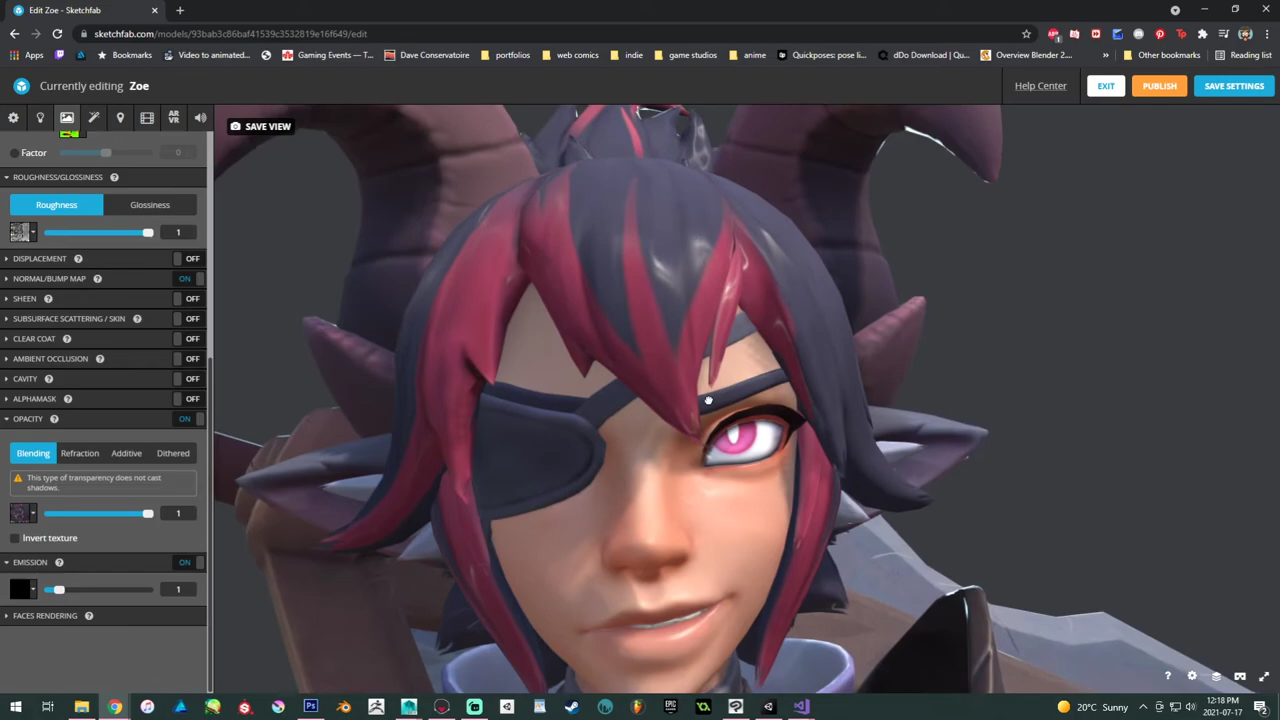 Edit Zoe - Sketchfab
sketchfab.com/models/93bab3c86baf41539c3532819e16f649/edit
Apps
Bookmarks
Video to animated...
Gaming Events — T...
Dave Conservatoire
portfolios
web comics
indie
game studios
anime
Quickposes: pose li...
dDo Download | Qu...
Overview Blender 2....
Other bookmarks
Reading list
Currently editing Zoe
Help Center
EXIT
PUBLISH
SAVE SETTINGS
AR
VR
SAVE VIEW
Factor
0
ROUGHNESS/GLOSSINESS
Roughness
Glossiness
1
DISPLACEMENT
OFF
NORMAL/BUMP MAP
ON
SHEEN
OFF
SUBSURFACE SCATTERING / SKIN
OFF
CLEAR COAT
OFF
AMBIENT OCCLUSION
OFF
CAVITY
OFF
ALPHAMASK
OFF
OPACITY
ON
Blending
Refraction
Additive
Dithered
This type of transparency does not cast
shadows.
1
Invert texture
EMISSION
ON
1
FACES RENDERING
20°C Sunny
12:18 PM
2021-07-17